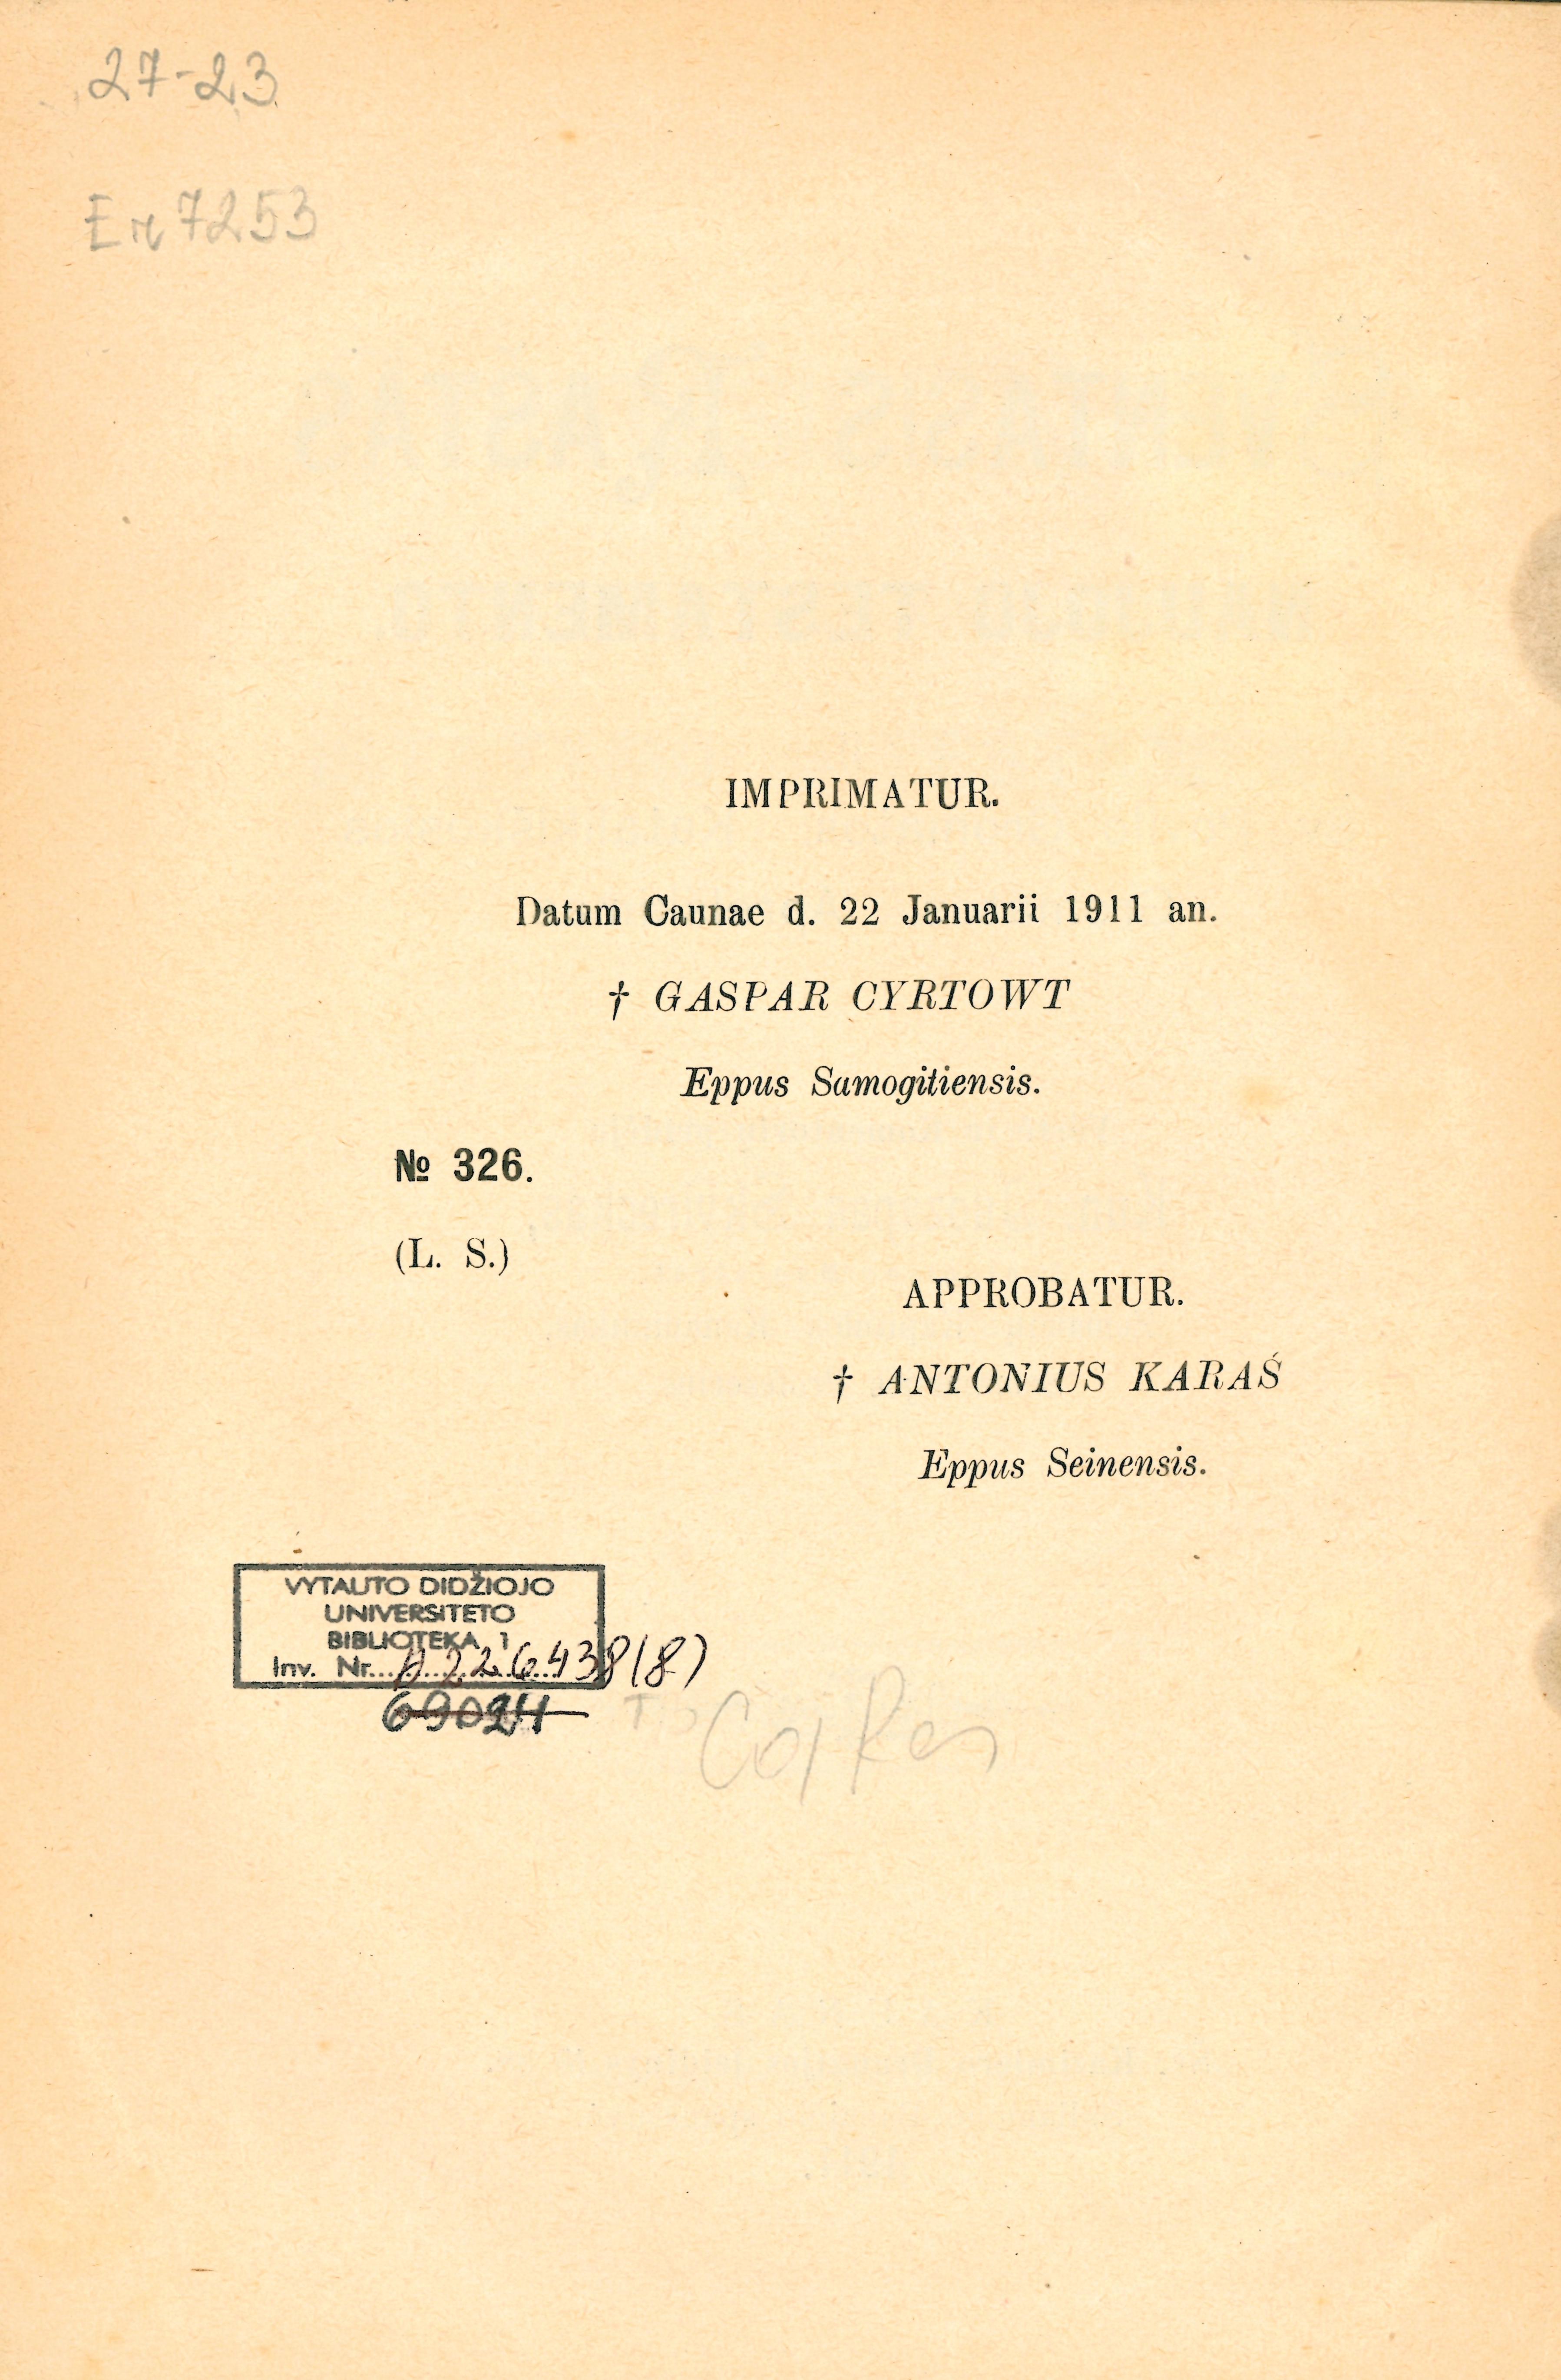 27-23
7253
IMPRIMATUR.
Datum Caunae d. 22 Januarii 1911 an.
† GASPAR CYRTOWT
Eppus Samogitiensis.
№ 326.
(L. S.)
APPROBATUR.
† ANTONIUS KARAŚ
Eppus Seinensis.
VYTAUTO DIDŽIOJO
UNIVERSITETO
BIBLIOTEKA 1
Inv. Nr.
69024